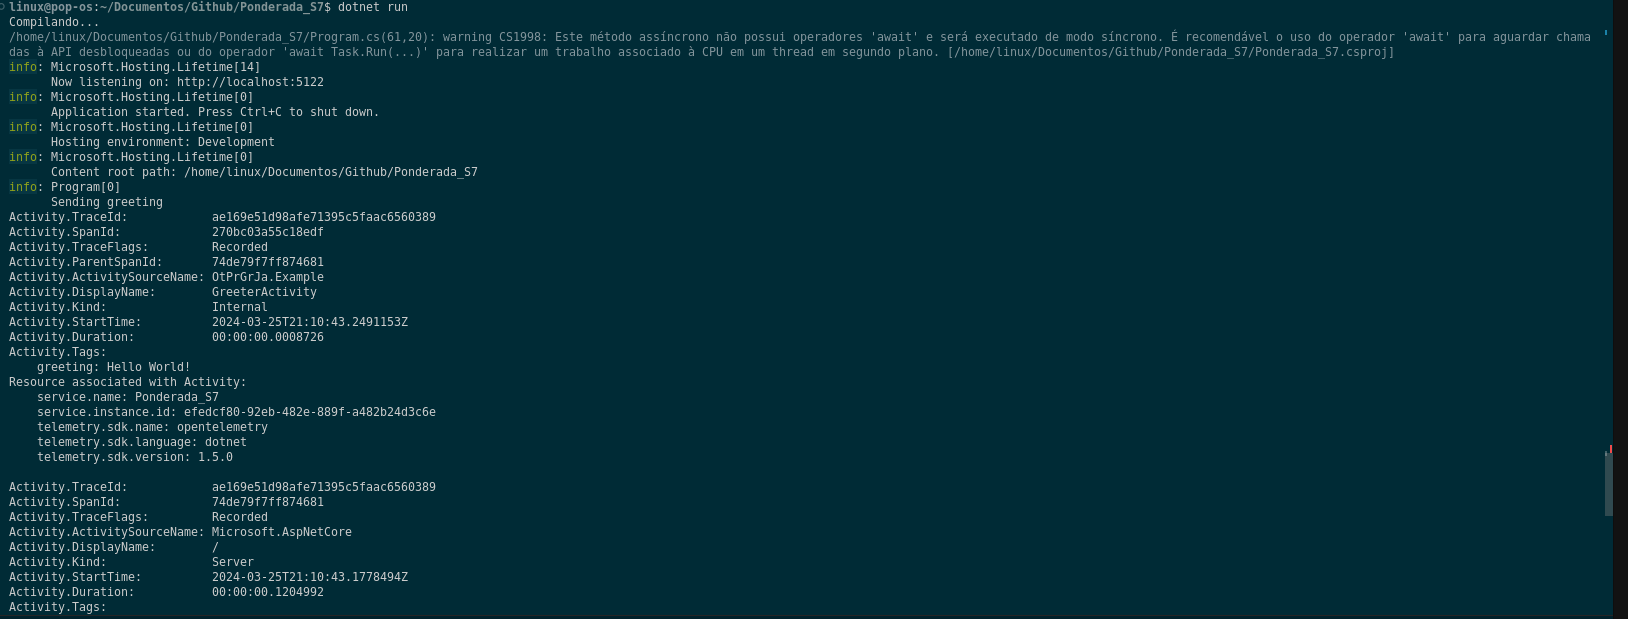 linux@pop-os:~/Documentos/Github/Ponderada_S7$ dotnet run
Compilando...
/home/linux/Documentos/Github/Ponderada_S7/Program.cs(61,20): warning CS1998: Este método assíncrono não possui operadores 'await' e será executado de modo síncrono. É recomendável o uso do operador 'await' para aguardar chama
das à API desbloqueadas ou do operador 'await Task.Run(...)' para realizar um trabalho associado à CPU em um thread em segundo plano. [/home/linux/Documentos/Github/Ponderada_S7/Ponderada_S7.csproj]
info: Microsoft.Hosting.Lifetime[14]
      Now listening on: http://localhost:5122
info: Microsoft.Hosting.Lifetime[0]
      Application started. Press Ctrl+C to shut down.
info: Microsoft.Hosting.Lifetime[0]
      Hosting environment: Development
info: Microsoft.Hosting.Lifetime[0]
      Content root path: /home/linux/Documentos/Github/Ponderada_S7
info: Program[0]
      Sending greeting
Activity.TraceId:            ae169e51d98afe71395c5faac6560389
Activity.SpanId:             270bc03a55c18edf
Activity.TraceFlags:         Recorded
Activity.ParentSpanId:       74de79f7ff874681
Activity.ActivitySourceName: OtPrGrJa.Example
Activity.DisplayName:        GreeterActivity
Activity.Kind:               Internal
Activity.StartTime:          2024-03-25T21:10:43.2491153Z
Activity.Duration:           00:00:00.0008726
Activity.Tags:
    greeting: Hello World!
Resource associated with Activity:
    service.name: Ponderada_S7
    service.instance.id: efedcf80-92eb-482e-889f-a482b24d3c6e
    telemetry.sdk.name: opentelemetry
    telemetry.sdk.language: dotnet
    telemetry.sdk.version: 1.5.0

Activity.TraceId:            ae169e51d98afe71395c5faac6560389
Activity.SpanId:             74de79f7ff874681
Activity.TraceFlags:         Recorded
Activity.ActivitySourceName: Microsoft.AspNetCore
Activity.DisplayName:        /
Activity.Kind:               Server
Activity.StartTime:          2024-03-25T21:10:43.1778494Z
Activity.Duration:           00:00:00.1204992
Activity.Tags: